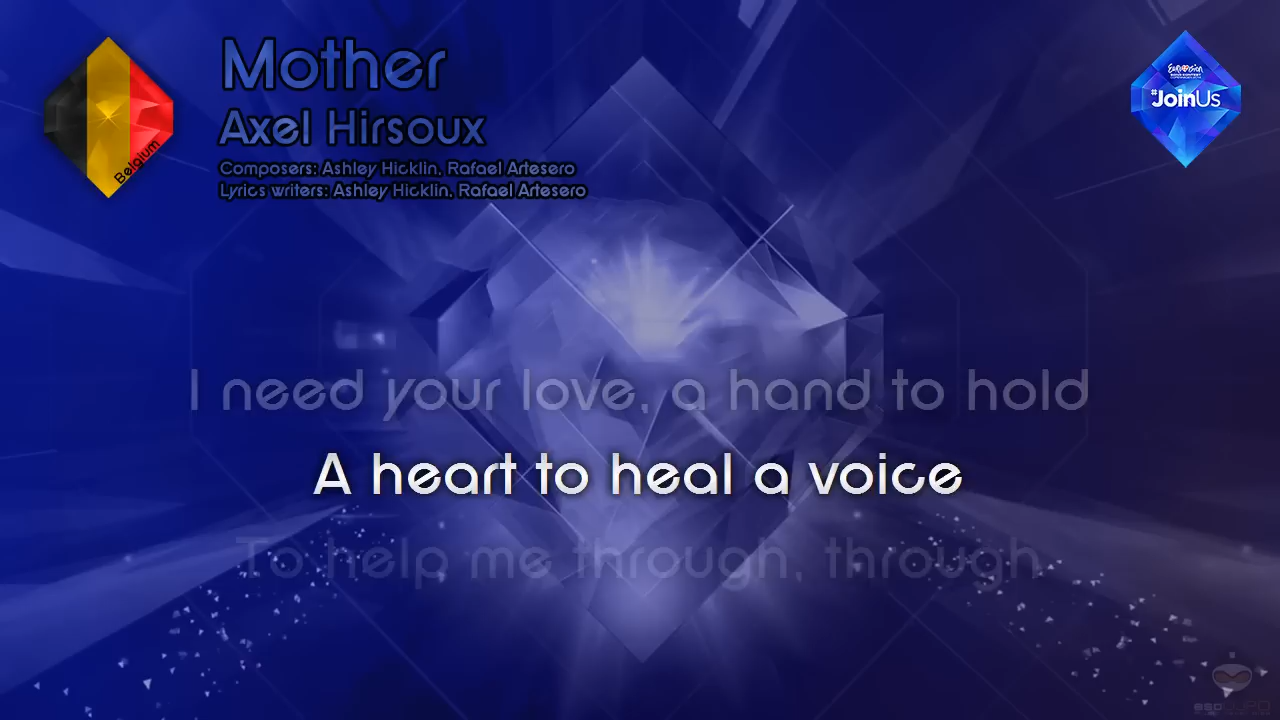 Mother
Axel Hirsoux
Composers: Ashley Hicklin, Rafael Artesero
Lyrics writers: Ashley Hicklin, Rafael Artesero
Belgium
#JoinUs
I need your love, a hand to hold
A heart to heal a voice
To help me through, through